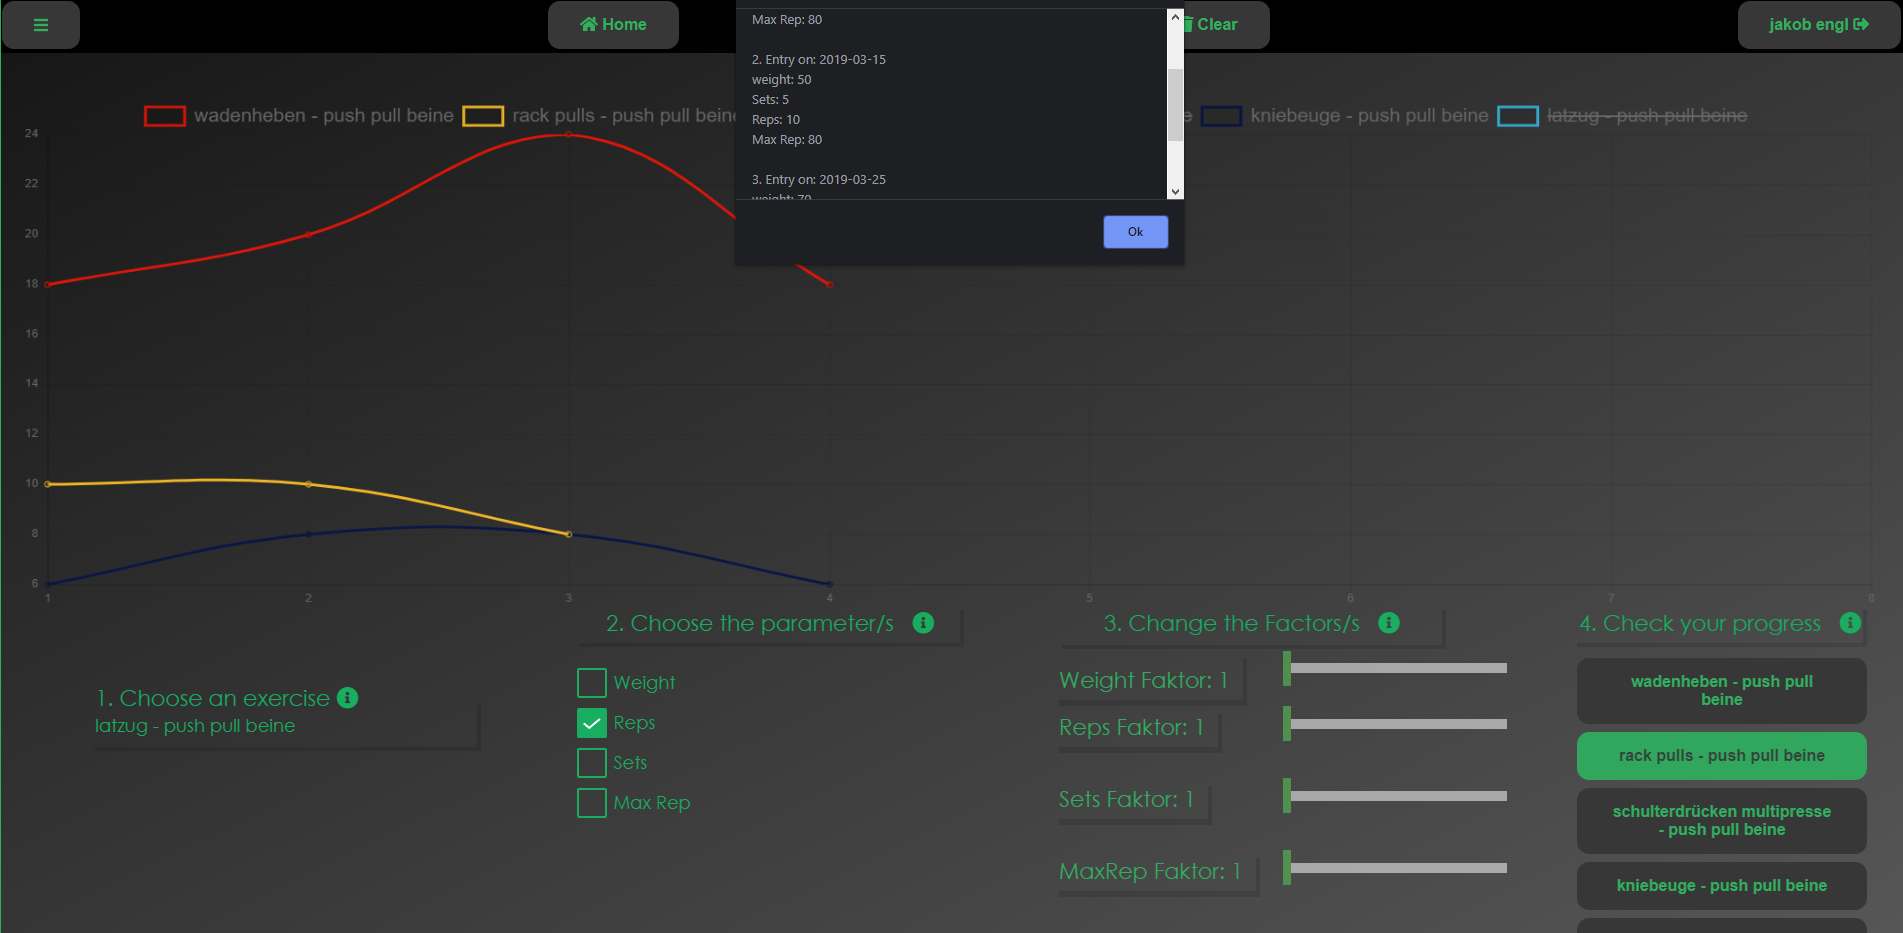 Home
Clear
jakob engl
Max Rep: 80
2. Entry on: 2019-03-15
weight: 50
Sets: 5
Reps: 10
Max Rep: 80
3. Entry on: 2019-03-25
weight: 70
Ok
wadenheben - push pull beine
rack pulls - push pull beine
kniebeuge - push pull beine
latzug - push pull beine
24
22
20
18
16
14
12
10
8
6
1 2 3 4 5 6 7 8
1. Choose an exercise
latzug - push pull beine
2. Choose the parameter/s
Weight
Reps
Sets
Max Rep
3. Change the Factors/s
Weight Faktor: 1
Reps Faktor: 1
Sets Faktor: 1
MaxRep Faktor: 1
4. Check your progress
wadenheben - push pull
beine
rack pulls - push pull beine
schulterdrücken multipresse
- push pull beine
kniebeuge - push pull beine